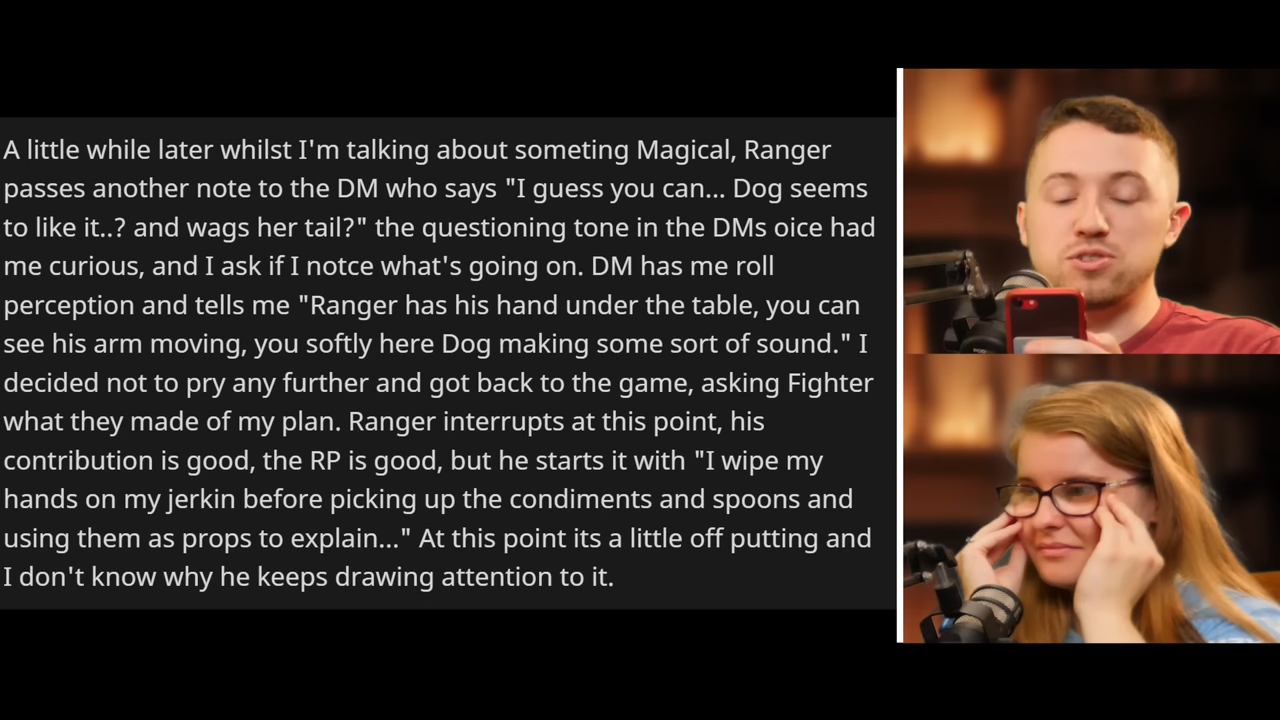 A little while later whilst I'm talking about someting Magical, Ranger
passes another note to the DM who says "I guess you can... Dog seems
to like it..? and wags her tail?" the questioning tone in the DMs oice had
me curious, and I ask if I notce what's going on. DM has me roll
perception and tells me "Ranger has his hand under the table, you can
see his arm moving, you softly here Dog making some sort of sound." I
decided not to pry any further and got back to the game, asking Fighter
what they made of my plan. Ranger interrupts at this point, his
contribution is good, the RP is good, but he starts it with "I wipe my
hands on my jerkin before picking up the condiments and spoons and
using them as props to explain..." At this point its a little off putting and
I don't know why he keeps drawing attention to it.